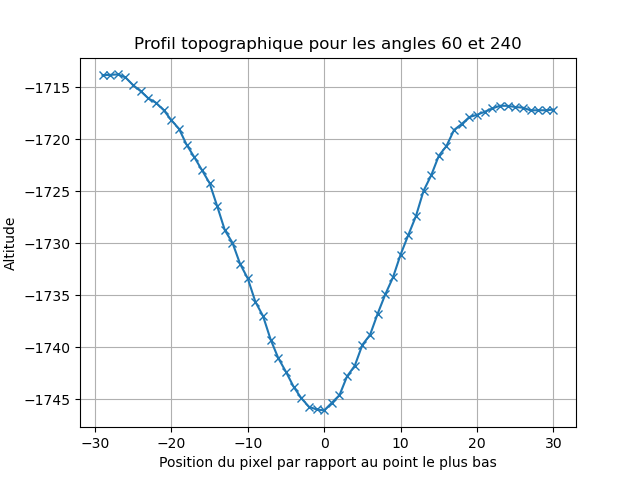 Profil topographique pour les angles 60 et 240
−1715
−1720
−1725
−1730
−1735
−1740
−1745
Altitude
−30 −20 −10 0 10 20 30
Position du pixel par rapport au point le plus bas